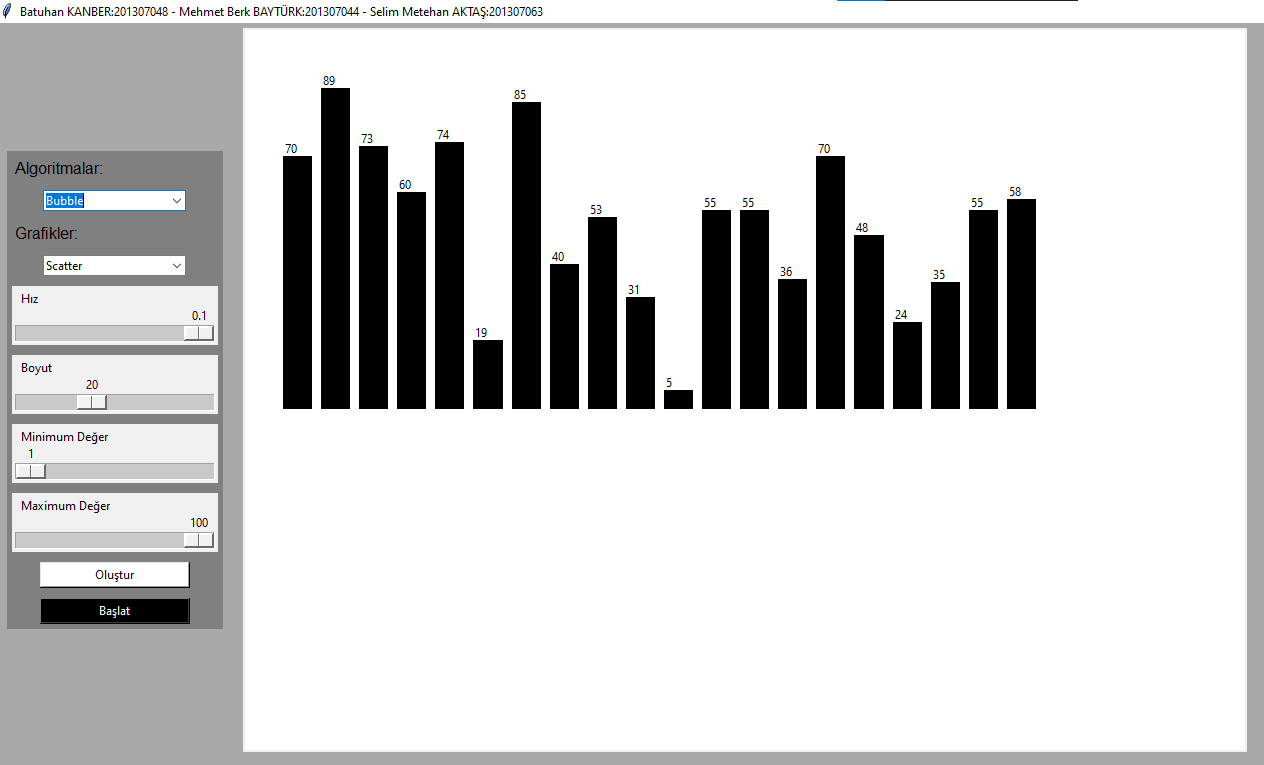 Batuhan KANBER:201307048 - Mehmet Berk BAYTÜRK:201307044 - Selim Metehan AKTAŞ:201307063
Algoritmalar:
Bubble
Grafikler:
Scatter
Hız
0.1
Boyut
20
Minimum Değer
1
Maximum Değer
100
Oluştur
Başlat
70 89 73 60 74 19 85 40 53 31 5 55 55 36 70 48 24 35 55 58